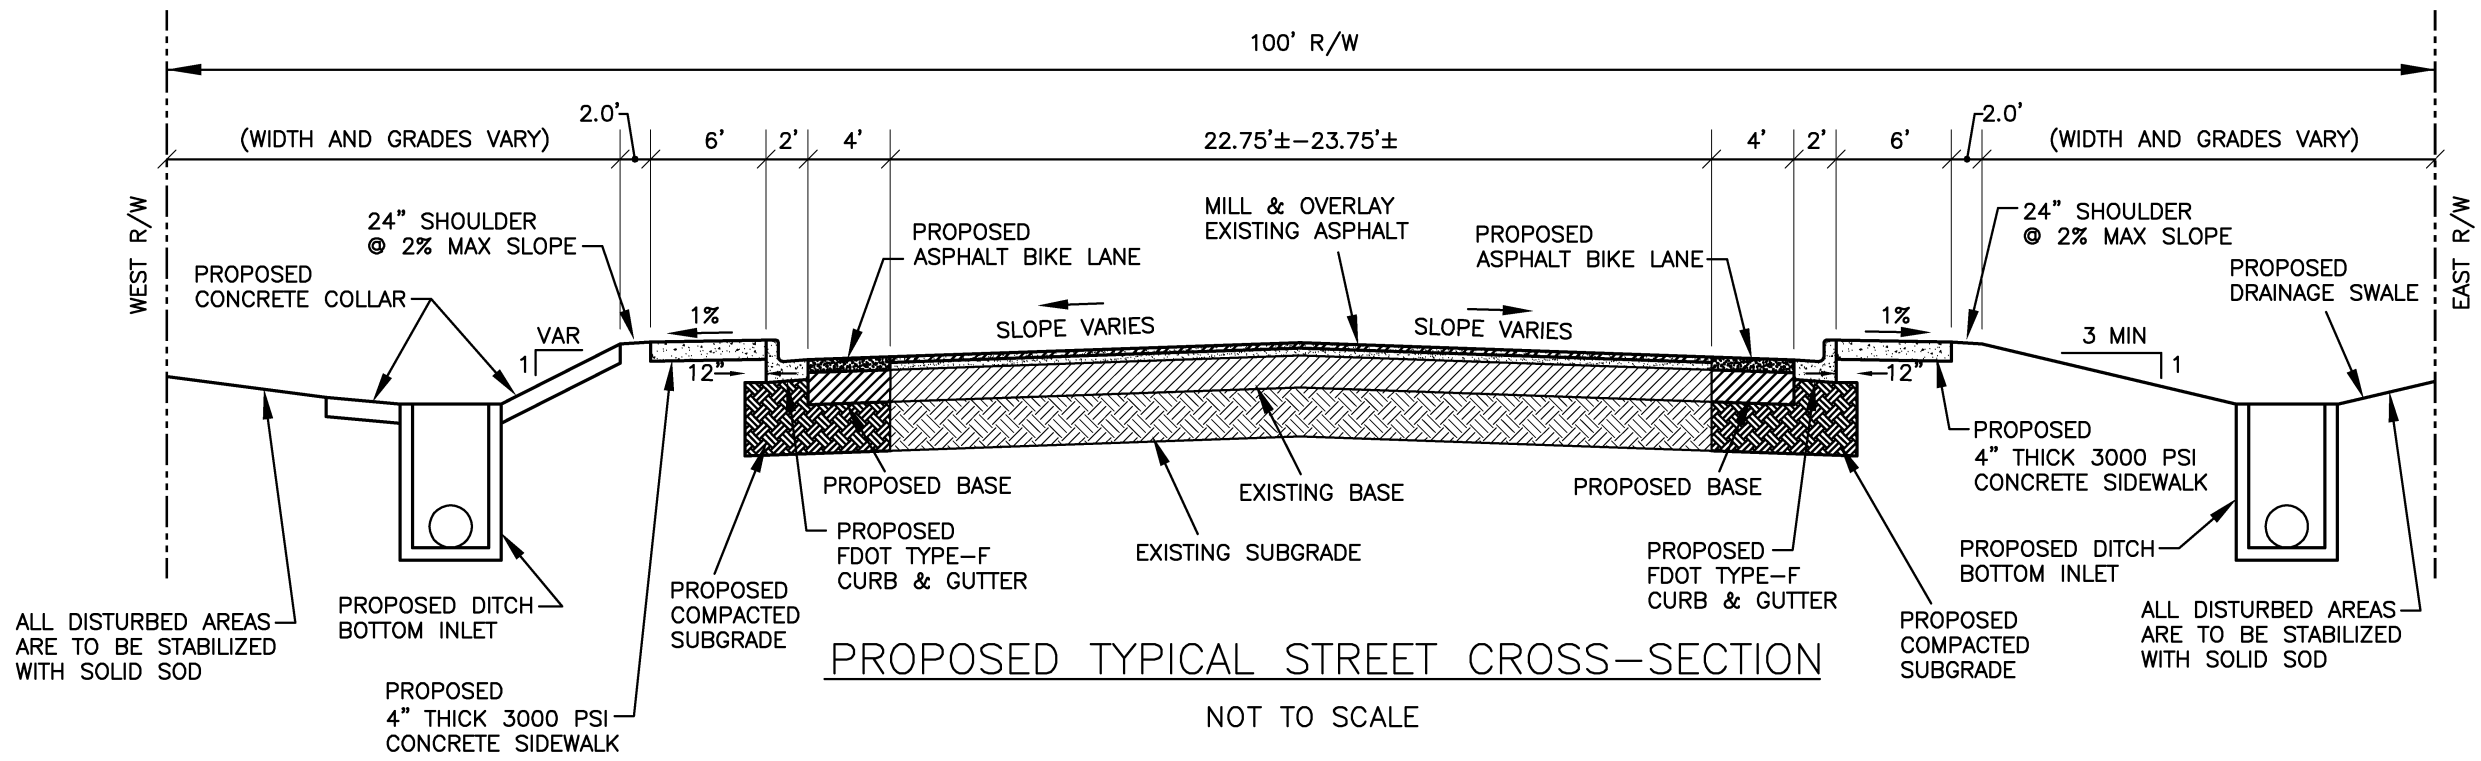 100' R/W
2.0'
2.0'
(WIDTH AND GRADES VARY)
6'
2'
4'
22.75'±–23.75'±
4'
2'
6'
(WIDTH AND GRADES VARY)
WEST R/W
EAST R/W
24" SHOULDER
@ 2% MAX SLOPE
PROPOSED
CONCRETE COLLAR
PROPOSED
ASPHALT BIKE LANE
MILL & OVERLAY
EXISTING ASPHALT
PROPOSED
ASPHALT BIKE LANE
24" SHOULDER
@ 2% MAX SLOPE
PROPOSED
DRAINAGE SWALE
VAR
1
1%
SLOPE VARIES
SLOPE VARIES
1%
3 MIN
1
12"
12"
PROPOSED BASE
EXISTING BASE
PROPOSED BASE
PROPOSED
4" THICK 3000 PSI
CONCRETE SIDEWALK
PROPOSED
FDOT TYPE–F
CURB & GUTTER
EXISTING SUBGRADE
PROPOSED
FDOT TYPE–F
CURB & GUTTER
PROPOSED DITCH
BOTTOM INLET
ALL DISTURBED AREAS
ARE TO BE STABILIZED
WITH SOLID SOD
PROPOSED DITCH
BOTTOM INLET
PROPOSED
COMPACTED
SUBGRADE
PROPOSED
COMPACTED
SUBGRADE
ALL DISTURBED AREAS
ARE TO BE STABILIZED
WITH SOLID SOD
PROPOSED
4" THICK 3000 PSI
CONCRETE SIDEWALK
PROPOSED TYPICAL STREET CROSS–SECTION
NOT TO SCALE